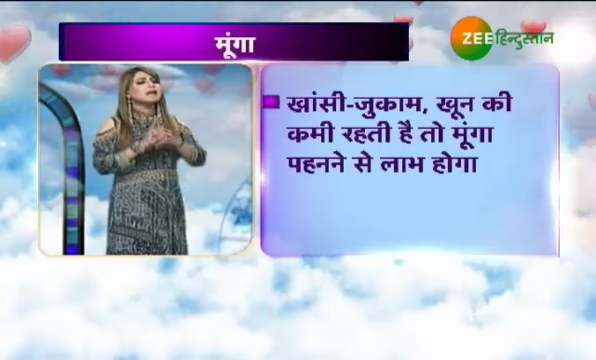 मूंगा
ZEE हिन्दुस्तान
खांसी-जुकाम, खून की
कमी रहती है तो मूंगा
पहनने से लाभ होगा